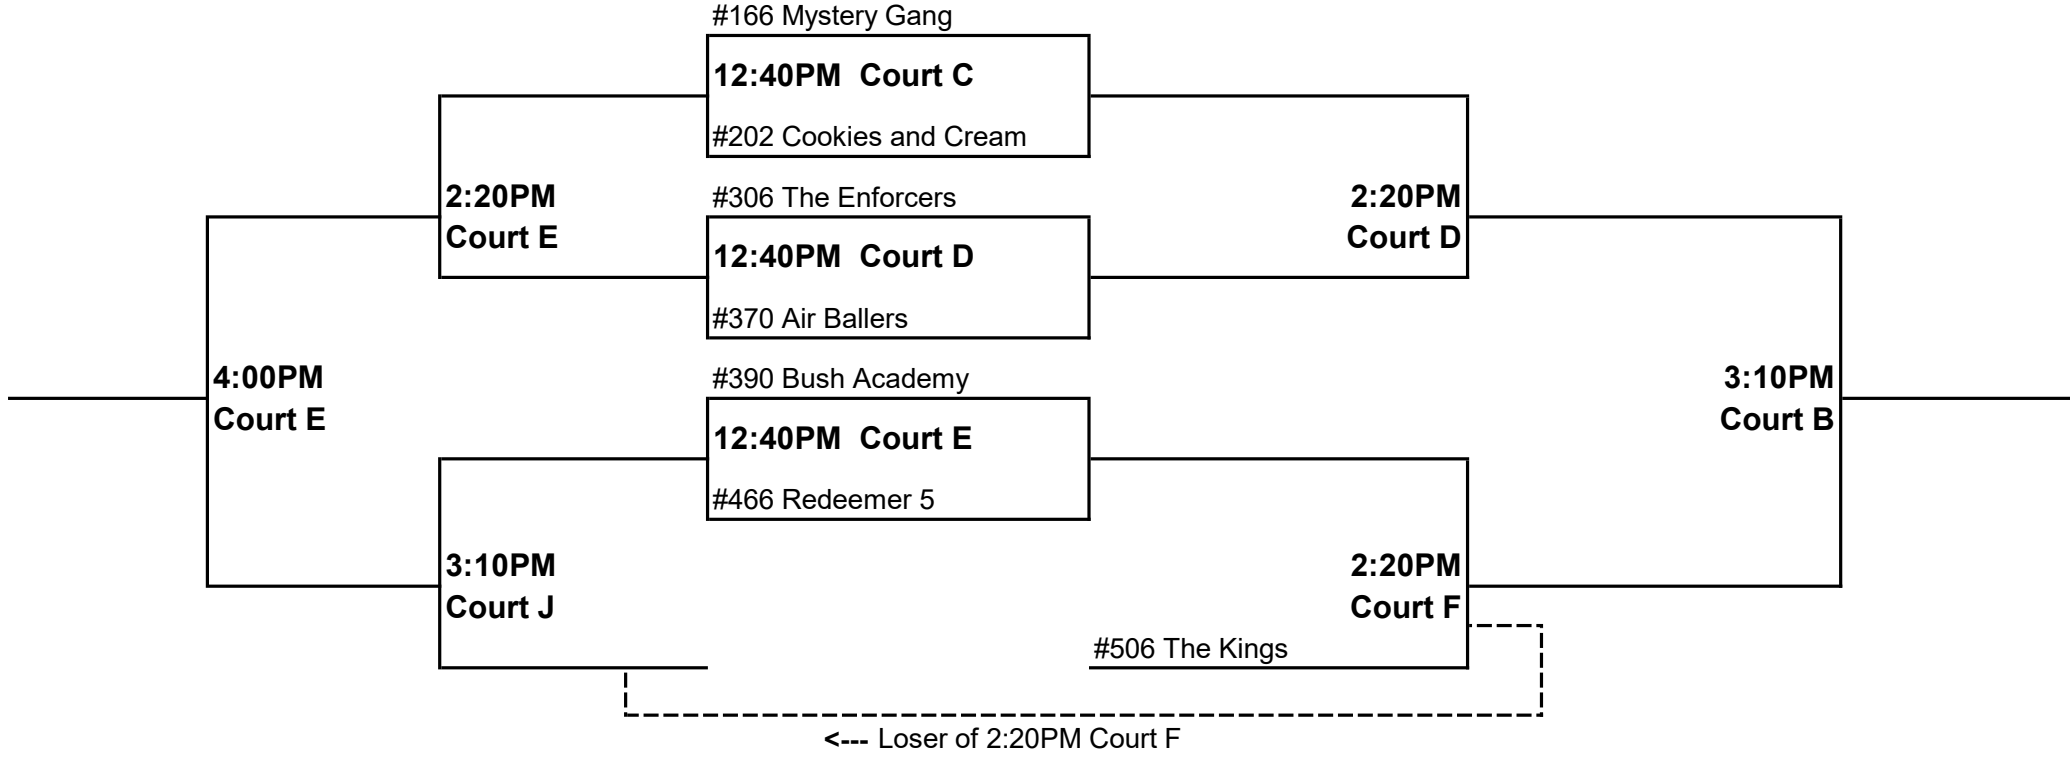 #166 Mystery Gang
12:40PM  Court C
#202 Cookies and Cream
2:20PM
Court E
#306 The Enforcers
2:20PM
Court D
12:40PM  Court D
#370 Air Ballers
4:00PM
Court E
#390 Bush Academy
3:10PM
Court B
12:40PM  Court E
#466 Redeemer 5
3:10PM
Court J
2:20PM
Court F
#506 The Kings
<--- Loser of 2:20PM Court F